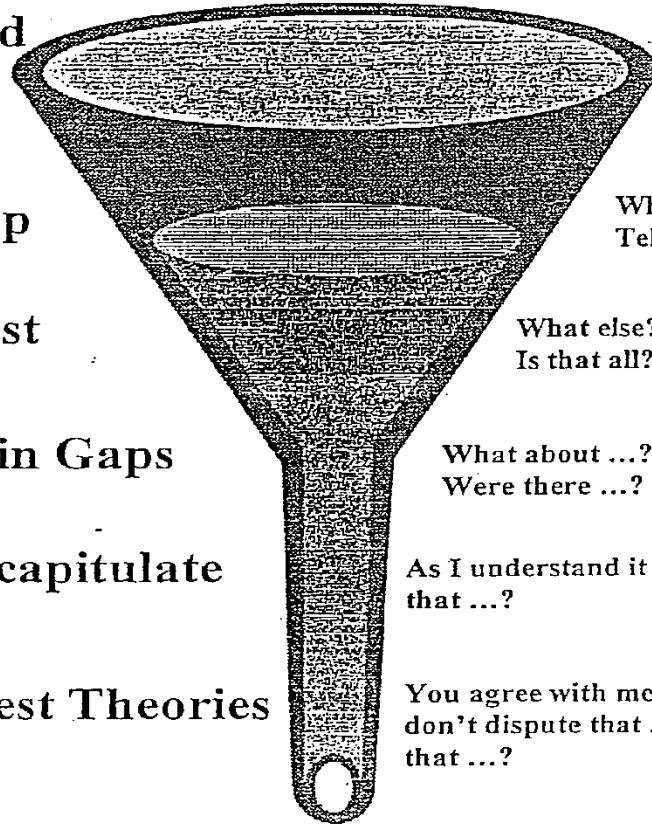 d
p
Wh
Tel
st
What else?
Is that all?
in Gaps
What about ...?
Were there ...?
capitulate
As I understand it
that ...?
est Theories
You agree with me
don't dispute that .
that ...?